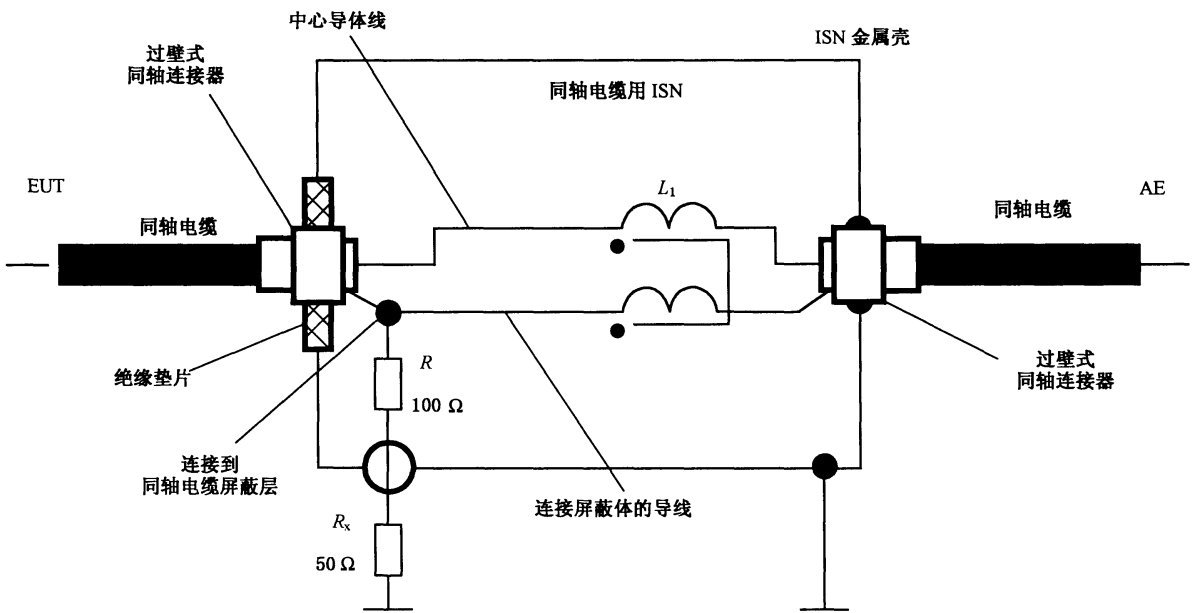 中心导体线
ISN 金属壳
过壁式
同轴连接器
同轴电缆用 ISN
EUT
L1
AE
同轴电缆
同轴电缆
绝缘垫片
R
100 Ω
过壁式
同轴连接器
连接到
同轴电缆屏蔽层
连接屏蔽体的导线
Rx
50 Ω